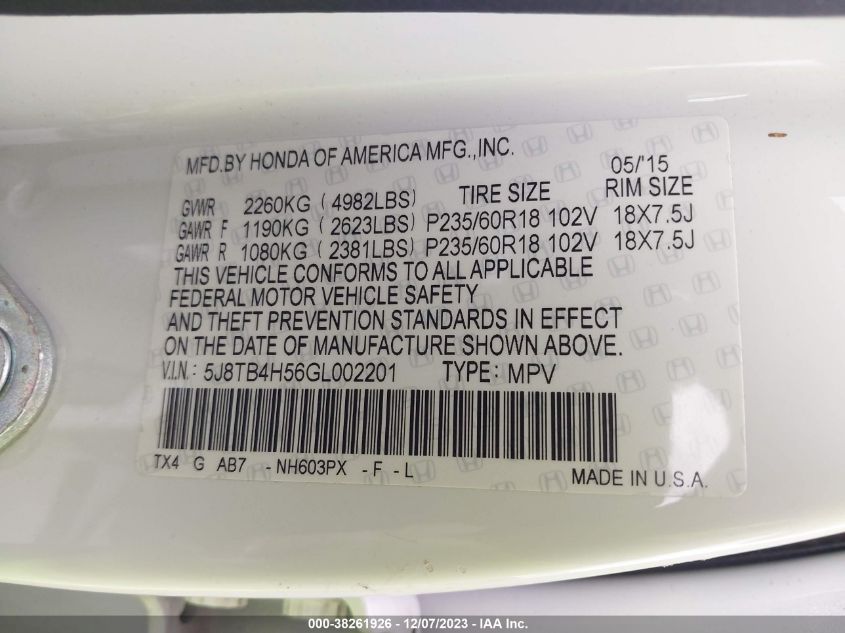 MFD.BY HONDA OF AMERICA MFG.,INC. 05/'15
GVWR 2260KG ( 4982LBS) TIRE SIZE RIM SIZE
GAWR F 1190KG ( 2623LBS) P235/60R18 102V 18X7.5J
GAWR R 1080KG ( 2381LBS) P235/60R18 102V 18X7.5J
THIS VEHICLE CONFORMS TO ALL APPLICABLE
FEDERAL MOTOR VEHICLE SAFETY
AND THEFT PREVENTION STANDARDS IN EFFECT
ON THE DATE OF MANUFACTURE SHOWN ABOVE.
V.I.N.: 5J8TB4H56GL002201 TYPE: MPV
TX4 G AB7 - NH603PX - F - L MADE IN U.S.A.
000-38261926 - 12/07/2023 - IAA Inc.